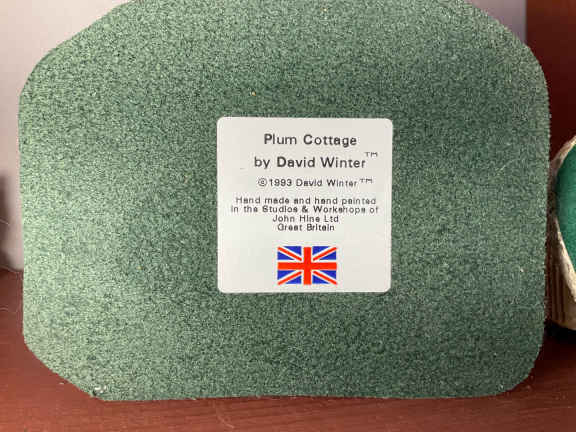 Plum Cottage
by David Winter™
©1993 David Winter™
Hand made and hand painted
in the Studios & Workshops of
John Hine Ltd
Great Britain